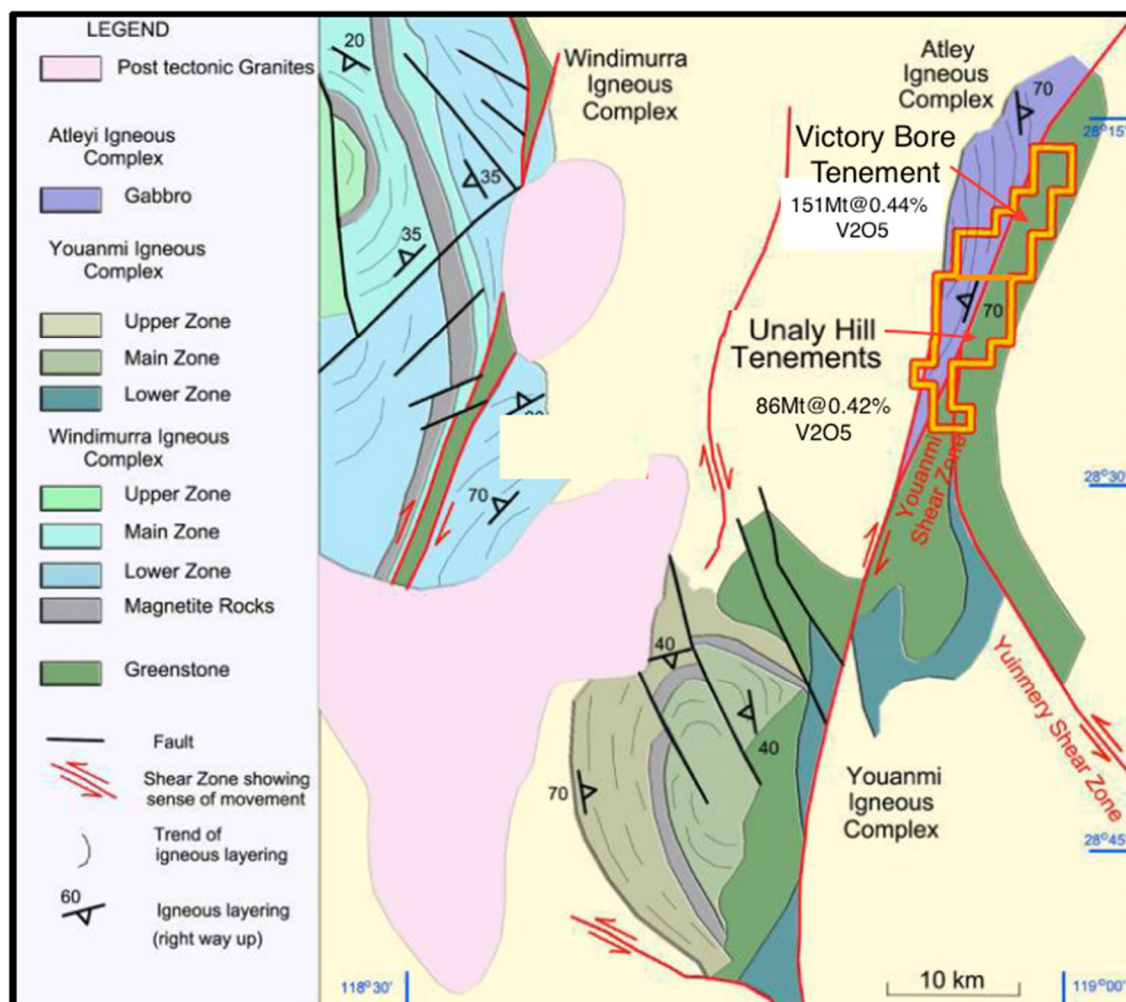 LEGEND
Post tectonic Granites
Atleyi Igneous
Complex
Gabbro
Youanmi Igneous
Complex
Upper Zone
Main Zone
Lower Zone
Windimurra Igneous
Complex
Upper Zone
Main Zone
Lower Zone
Magnetite Rocks
Greenstone
Fault
Shear Zone showing
sense of movement
Trend of
igneous layering
60
Igneous layering
(right way up)
20
35
35
70
Windimurra
Igneous
Complex
Atley
Igneous
Complex
70
28°15'
Victory Bore
Tenement
151Mt@0.44%
V2O5
70
Unaly Hill
Tenements
86Mt@0.42%
V2O5
Youanmi
Shear Zone
28°30'
40
40
70
Yuinmery Shear Zone
Youanmi
Igneous
Complex
28°45'
10 km
118°30'
119°00'